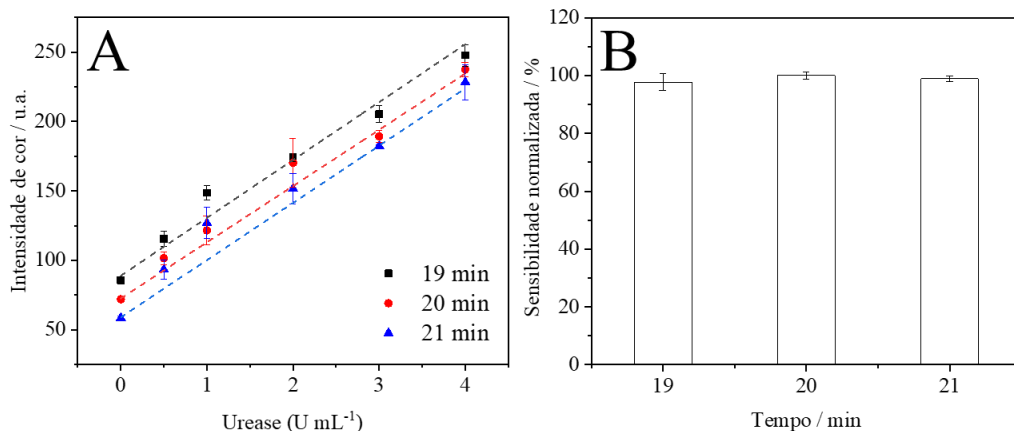 A
Intensidade de cor / u.a.
250
200
150
100
50
19 min
20 min
21 min
0 1 2 3 4
Urease (U mL⁻¹)
B
Sensibilidade normalizada / %
120
100
80
60
40
20
0
19 20 21
Tempo / min